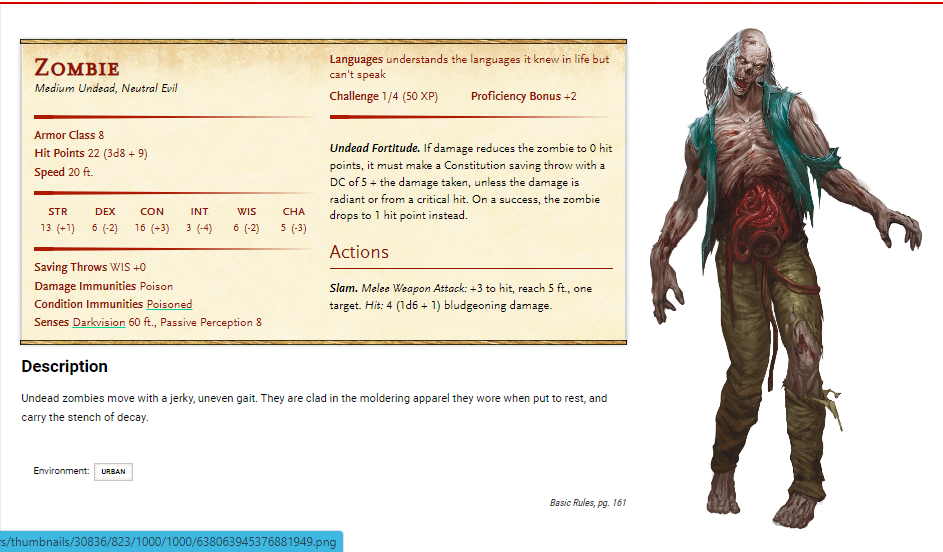 ZOMBIE
Medium Undead, Neutral Evil
Armor Class 8
Hit Points 22 (3d8 + 9)
Speed 20 ft.
STR DEX CON INT WIS CHA
13 (+1) 6 (-2) 16 (+3) 3 (-4) 6 (-2) 5 (-3)
Saving Throws WIS +0
Damage Immunities Poison
Condition Immunities Poisoned
Senses Darkvision 60 ft., Passive Perception 8
Languages understands the languages it knew in life but
can't speak
Challenge 1/4 (50 XP) Proficiency Bonus +2
Undead Fortitude. If damage reduces the zombie to 0 hit
points, it must make a Constitution saving throw with a
DC of 5 + the damage taken, unless the damage is
radiant or from a critical hit. On a success, the zombie
drops to 1 hit point instead.
Actions
Slam. Melee Weapon Attack: +3 to hit, reach 5 ft., one
target. Hit: 4 (1d6 + 1) bludgeoning damage.
Description
Undead zombies move with a jerky, uneven gait. They are clad in the moldering apparel they wore when put to rest, and
carry the stench of decay.
Environment: URBAN
Basic Rules, pg. 161
rs/thumbnails/30836/823/1000/1000/638063945376881949.png